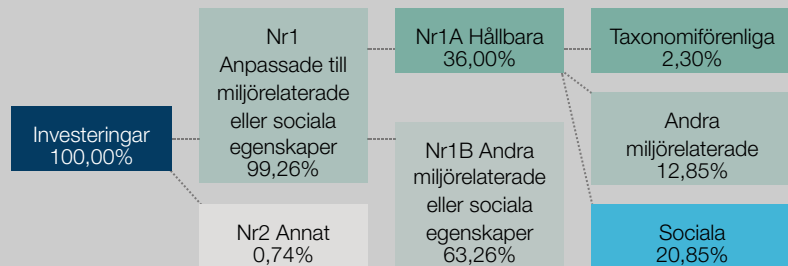 Investeringar
100,00%
Nr1
Anpassade till
miljörelaterade
eller sociala
egenskaper
99,26%
Nr2 Annat
0,74%
Nr1A Hållbara
36,00%
Nr1B Andra
miljörelaterade
eller sociala
egenskaper
63,26%
Taxonomiförenliga
2,30%
Andra
miljörelaterade
12,85%
Sociala
20,85%